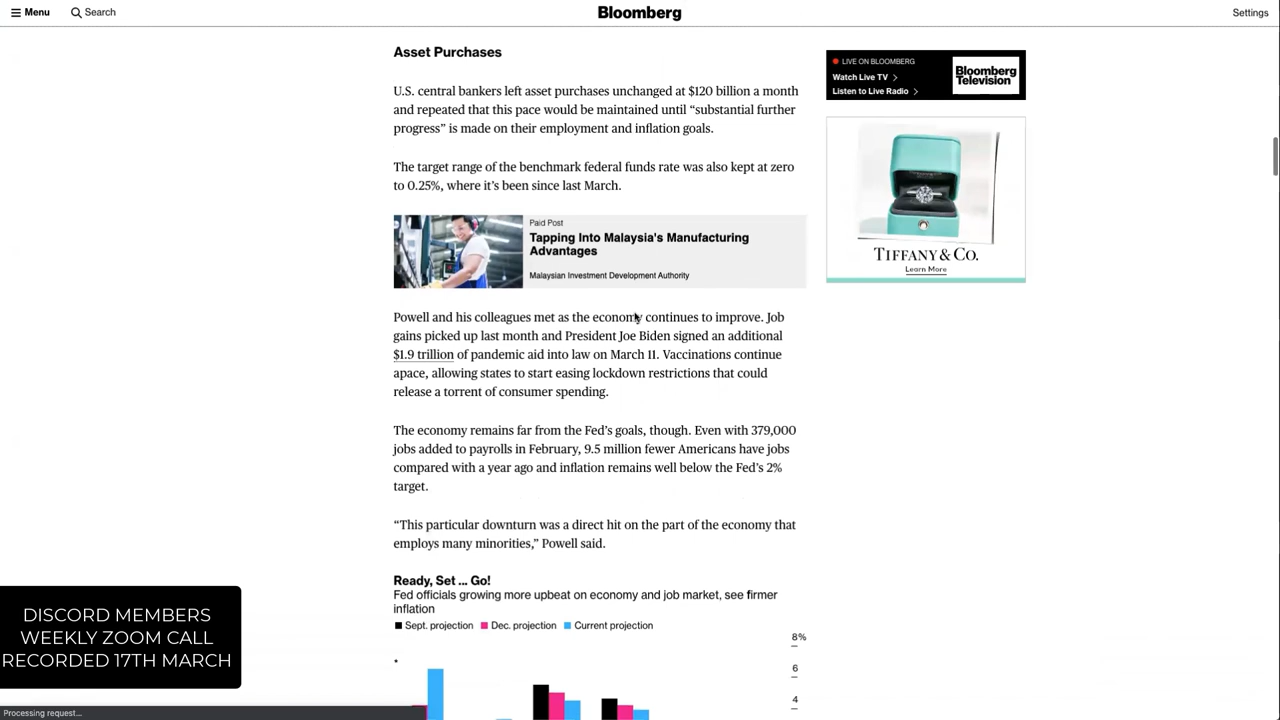 Menu
Search
Bloomberg
Settings
Asset Purchases
U.S. central bankers left asset purchases unchanged at $120 billion a month
and repeated that this pace would be maintained until “substantial further
progress” is made on their employment and inflation goals.
The target range of the benchmark federal funds rate was also kept at zero
to 0.25%, where it’s been since last March.
Paid Post
Tapping Into Malaysia's Manufacturing
Advantages
Malaysian Investment Development Authority
Powell and his colleagues met as the economy continues to improve. Job
gains picked up last month and President Joe Biden signed an additional
$1.9 trillion of pandemic aid into law on March 11. Vaccinations continue
apace, allowing states to start easing lockdown restrictions that could
release a torrent of consumer spending.
The economy remains far from the Fed’s goals, though. Even with 379,000
jobs added to payrolls in February, 9.5 million fewer Americans have jobs
compared with a year ago and inflation remains well below the Fed’s 2%
target.
“This particular downturn was a direct hit on the part of the economy that
employs many minorities,” Powell said.
Ready, Set ... Go!
Fed officials growing more upbeat on economy and job market, see firmer
inflation
Sept. projection
Dec. projection
Current projection
8%
*
6
4
LIVE ON BLOOMBERG
Watch Live TV
Listen to Live Radio
Bloomberg
Television
TIFFANY & CO.
Learn More
DISCORD MEMBERS
WEEKLY ZOOM CALL
RECORDED 17TH MARCH
Processing request...